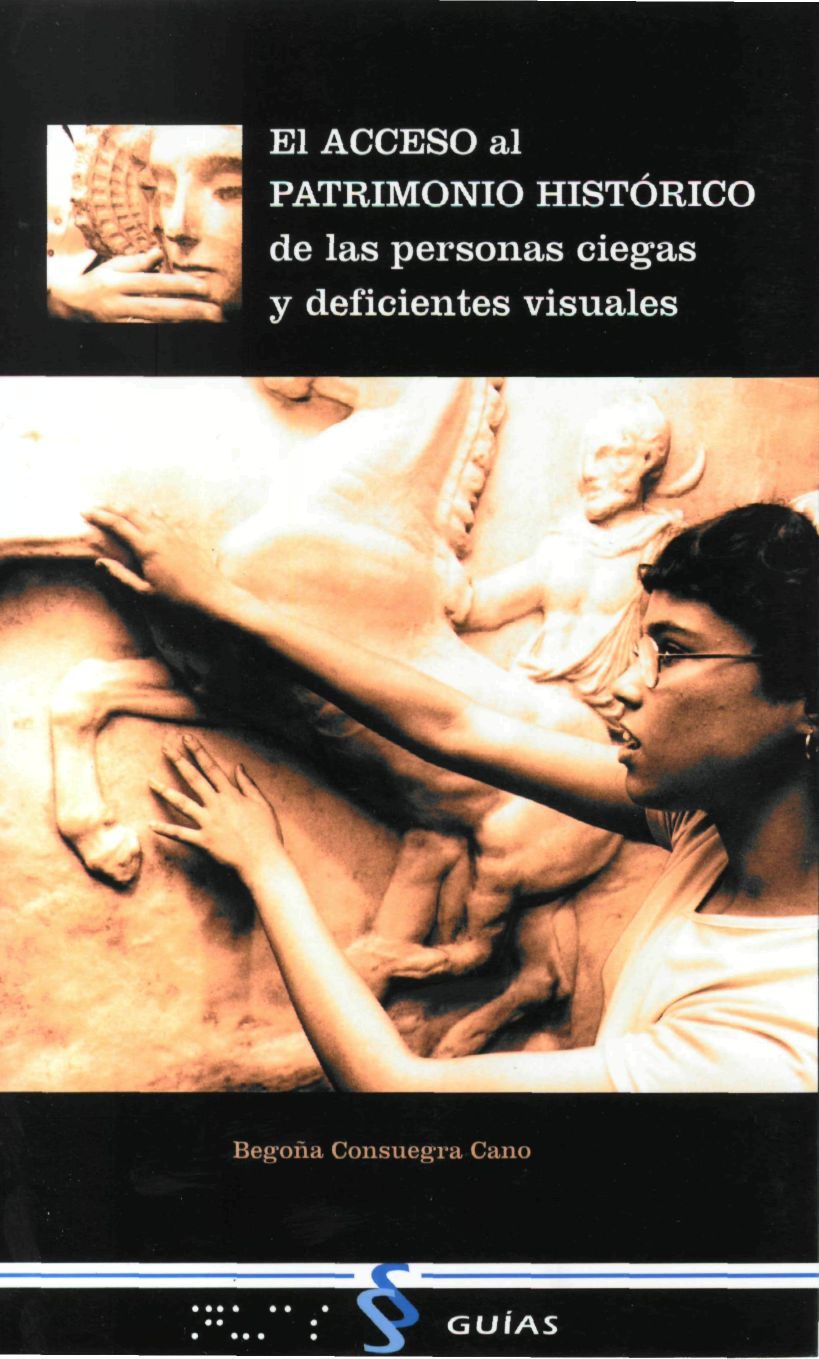 El ACCESO al
PATRIMONIO HISTÓRICO
de las personas ciegas
y deficientes visuales
Begoña Consuegra Cano
GUÍAS